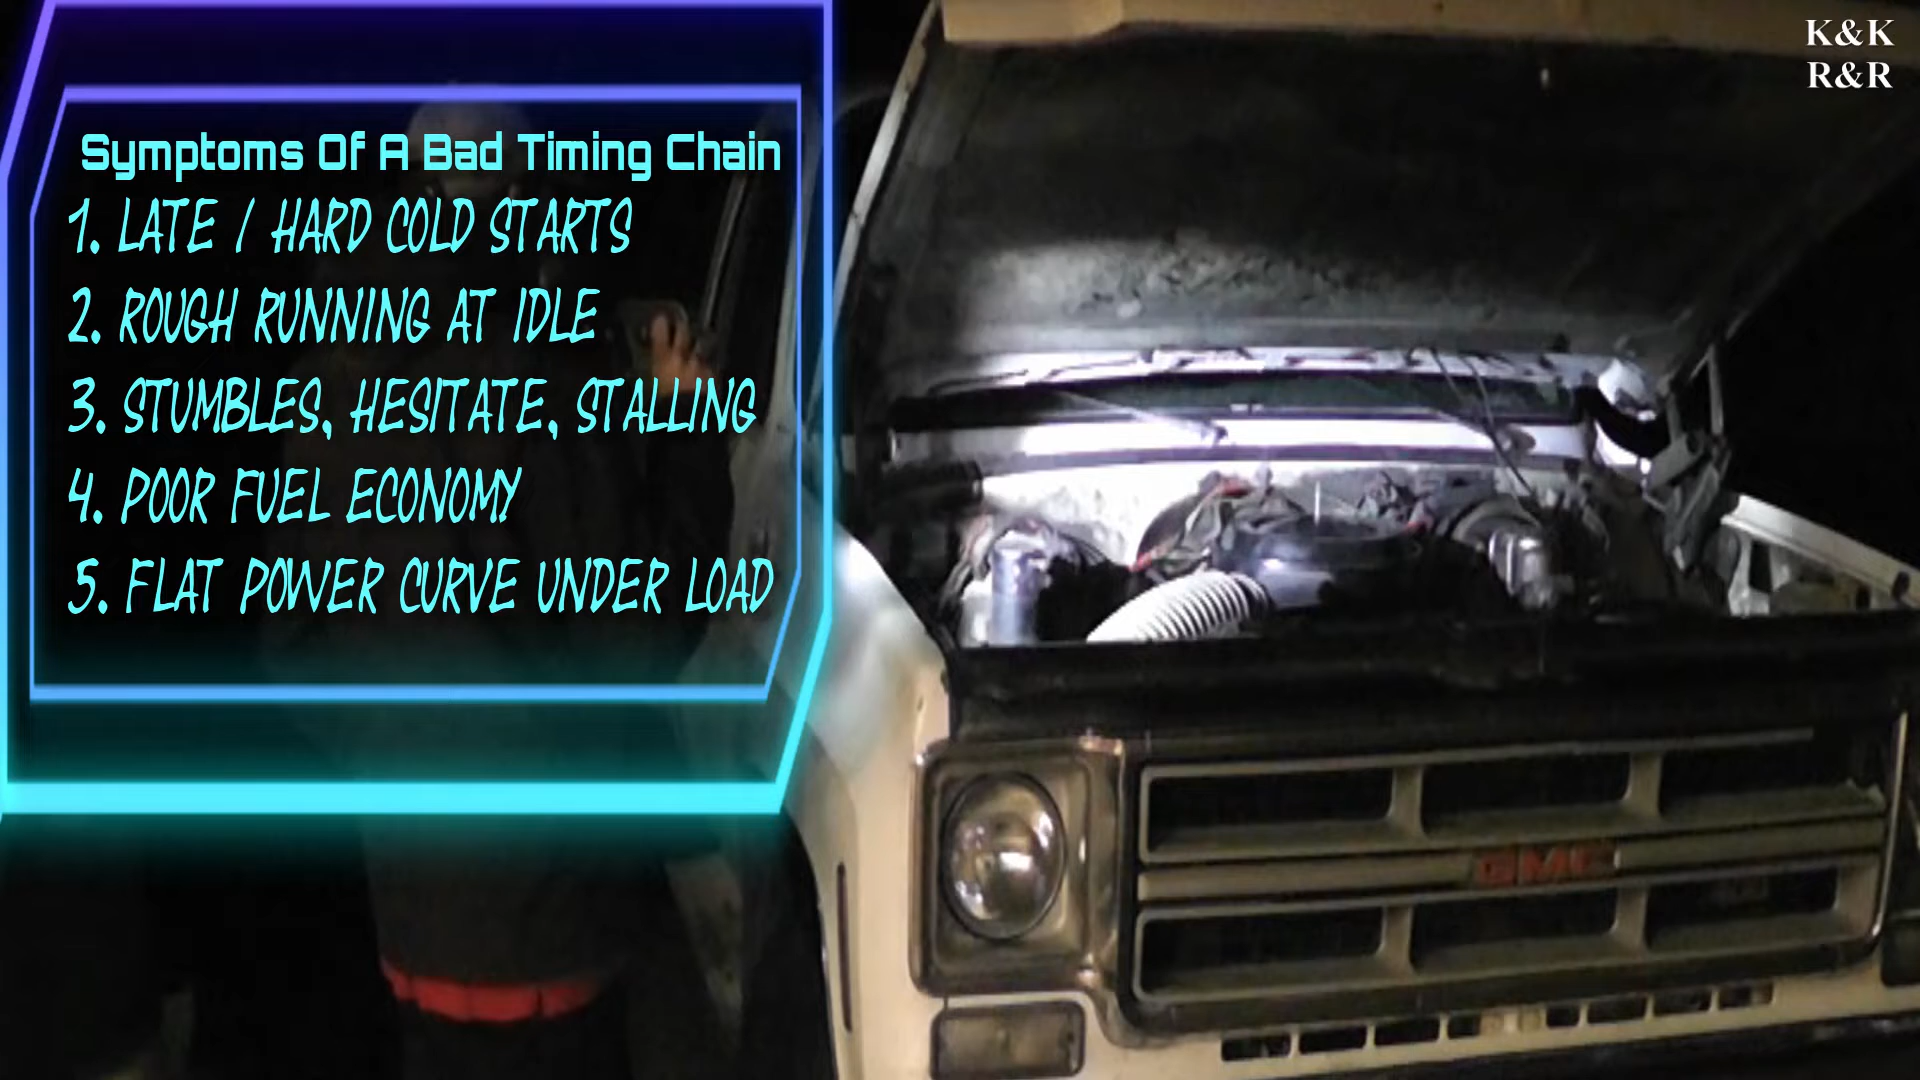 K&K
R&R
Symptoms Of A Bad Timing Chain
1. LATE / HARD COLD STARTS
2. ROUGH RUNNING AT IDLE
3. STUMBLES, HESITATE, STALLING
4. POOR FUEL ECONOMY
5. FLAT POWER CURVE UNDER LOAD
GMC